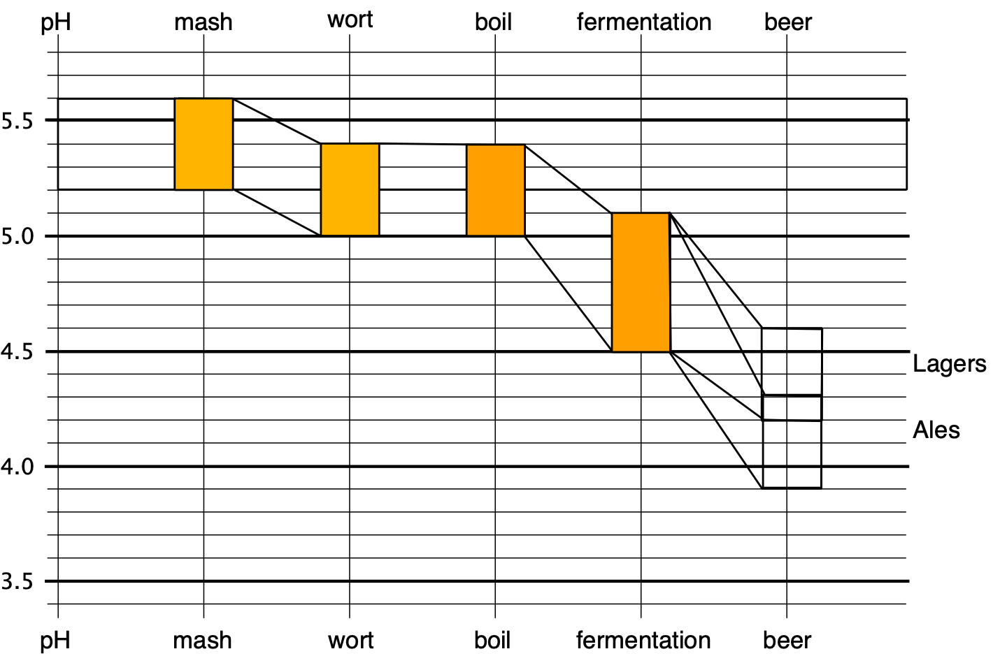 pH mash wort boil fermentation beer
5.5
5.0
4.5
Lagers
Ales
4.0
3.5
pH mash wort boil fermentation beer